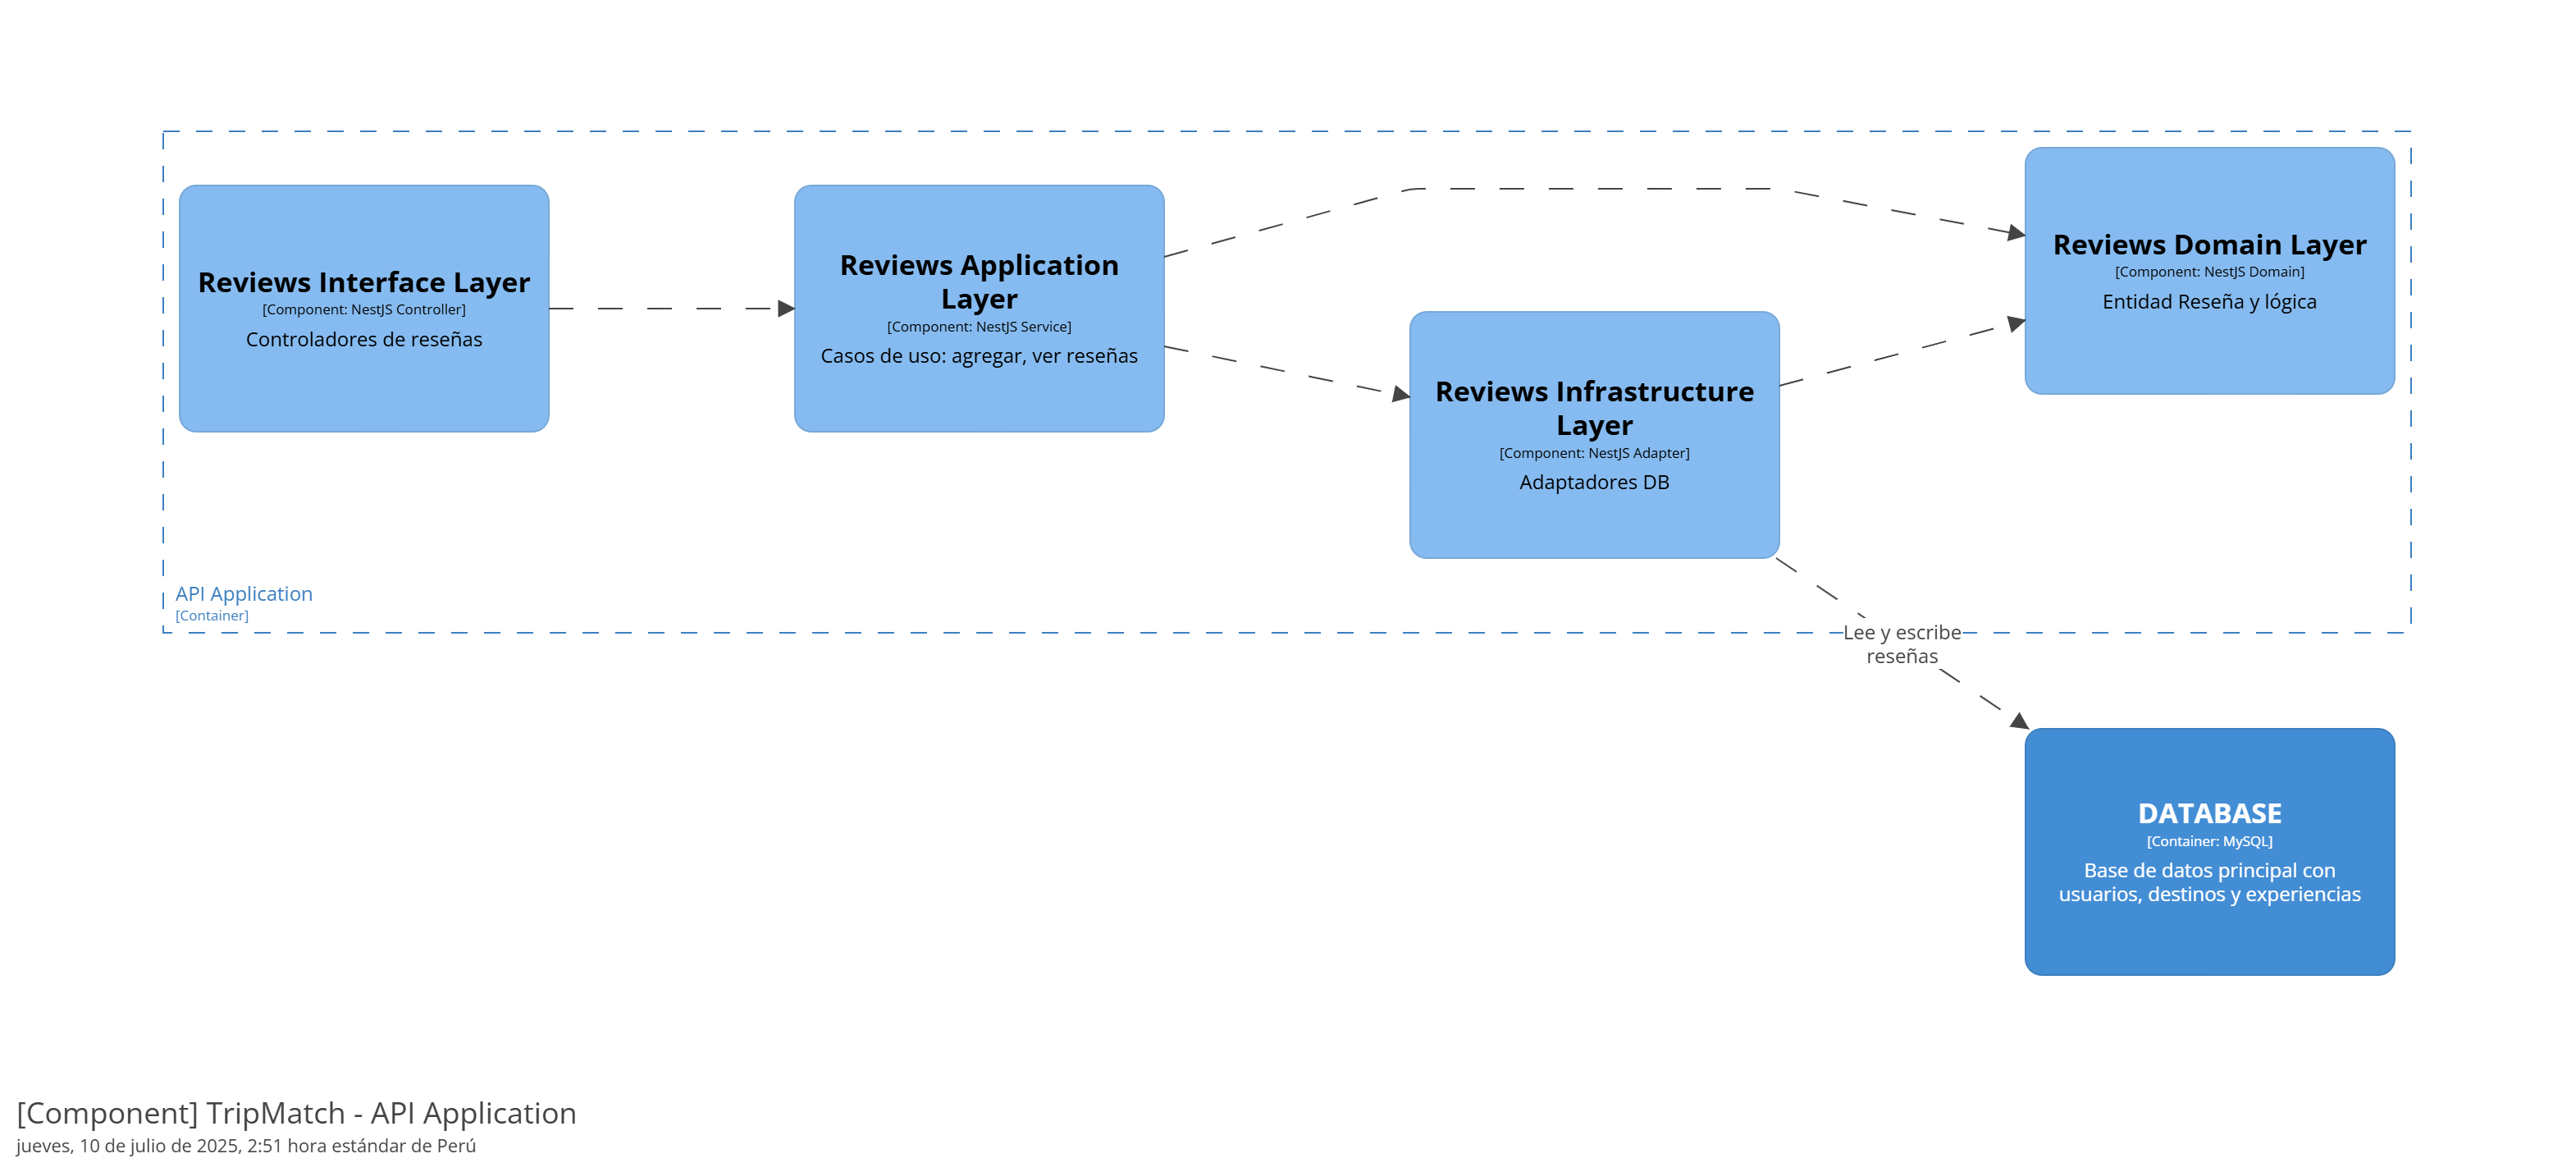 Reviews Interface Layer
[Component: NestJS Controller]
Controladores de reseñas
Reviews Application
Layer
[Component: NestJS Service]
Casos de uso: agregar, ver reseñas
Reviews Infrastructure
Layer
[Component: NestJS Adapter]
Adaptadores DB
Reviews Domain Layer
[Component: NestJS Domain]
Entidad Reseña y lógica
API Application
[Container]
Lee y escribe
reseñas
DATABASE
[Container: MySQL]
Base de datos principal con
usuarios, destinos y experiencias
[Component] TripMatch - API Application
jueves, 10 de julio de 2025, 2:51 hora estándar de Perú